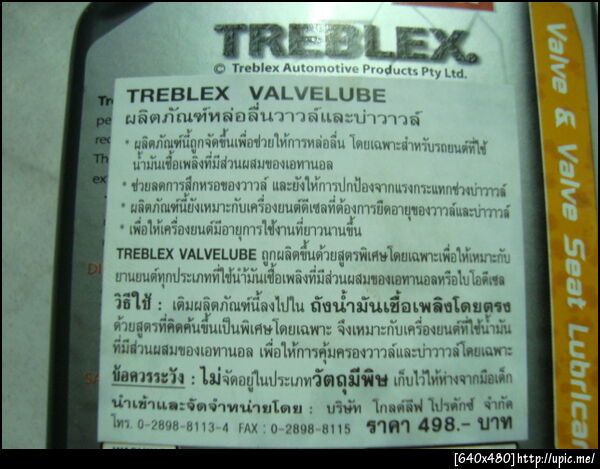 TREBLEX.
© Treblex Automotive Products Pty Ltd.
TREBLEX VALVELUBE
ผลิตภัณฑ์หล่อลื่นวาวล์และบ่าวาวล์
* ผลิตภัณฑ์นี้ถูกจัดขึ้นเพื่อช่วยให้การหล่อลื่น โดยเฉพาะสำหรับรถยนต์ที่ใช้
น้ำมันเชื้อเพลิงที่มีส่วนผสมของเอทานอล
* ช่วยลดการสึกหรอของวาวล์ และยังให้การปกป้องจากแรงกระแทกช่วงบ่าวาวล์
* ผลิตภัณฑ์นี้ยังเหมาะกับเครื่องยนต์ดีเซลที่ต้องการยืดอายุของวาวล์และบ่าวาวล์
* เพื่อให้เครื่องยนต์มีอายุการใช้งานที่ยาวนานขึ้น
TREBLEX VALVELUBE ถูกผลิตขึ้นด้วยสูตรพิเศษโดยเฉพาะเพื่อให้เหมาะกับ
ยานยนต์ทุกประเภทที่ใช้น้ำมันเชื้อเพลิงที่มีส่วนผสมของเอทานอลหรือไบโอดีเซล
วิธีใช้ : เติมผลิตภัณฑ์นี้ลงไปใน ถังน้ำมันเชื้อเพลิงโดยตรง
ด้วยสูตรที่คิดค้นขึ้นเป็นพิเศษโดยเฉพาะ จึงเหมาะกับเครื่องยนต์ที่ใช้น้ำมัน
ที่มีส่วนผสมของเอทานอล เพื่อให้การคุ้มครองวาวล์และบ่าวาวล์โดยเฉพาะ
ข้อควรระวัง : ไม่จัดอยู่ในประเภทวัตถุมีพิษ เก็บไว้ให้ห่างจากมือเด็ก
นำเข้าและจัดจำหน่ายโดย : บริษัท โกลด์ลีฟ โปรดักซ์ จำกัด
โทร. 0-2898-8113-4 FAX : 0-2898-8115 ราคา 498.- บาท
Valve & Valve Seat Lubrican
[640x480]http://upic.me/